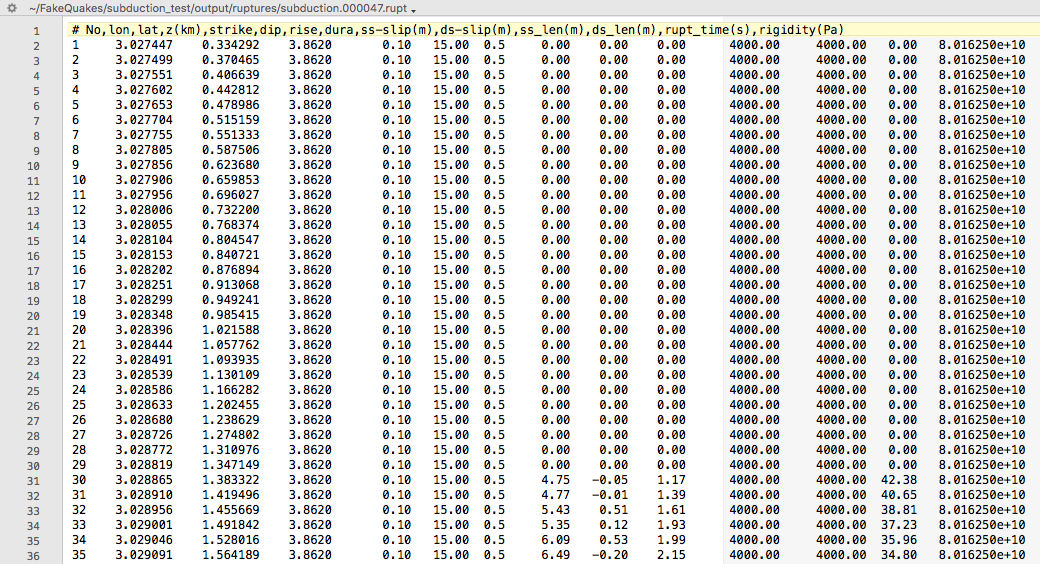 ~/FakeQuakes/subduction_test/output/ruptures/subduction.000047.rupt
1 # No,lon,lat,z(km),strike,dip,rise,dura,ss-slip(m),ds-slip(m),ss_len(m),ds_len(m),rupt_time(s),rigidity(Pa)
2 1 3.027447 0.334292 3.8620 0.10 15.00 0.5 0.00 0.00 0.00 4000.00 4000.00 0.00 8.016250e+10
3 2 3.027499 0.370465 3.8620 0.10 15.00 0.5 0.00 0.00 0.00 4000.00 4000.00 0.00 8.016250e+10
4 3 3.027551 0.406639 3.8620 0.10 15.00 0.5 0.00 0.00 0.00 4000.00 4000.00 0.00 8.016250e+10
5 4 3.027602 0.442812 3.8620 0.10 15.00 0.5 0.00 0.00 0.00 4000.00 4000.00 0.00 8.016250e+10
6 5 3.027653 0.478986 3.8620 0.10 15.00 0.5 0.00 0.00 0.00 4000.00 4000.00 0.00 8.016250e+10
7 6 3.027704 0.515159 3.8620 0.10 15.00 0.5 0.00 0.00 0.00 4000.00 4000.00 0.00 8.016250e+10
8 7 3.027755 0.551333 3.8620 0.10 15.00 0.5 0.00 0.00 0.00 4000.00 4000.00 0.00 8.016250e+10
9 8 3.027805 0.587506 3.8620 0.10 15.00 0.5 0.00 0.00 0.00 4000.00 4000.00 0.00 8.016250e+10
10 9 3.027856 0.623680 3.8620 0.10 15.00 0.5 0.00 0.00 0.00 4000.00 4000.00 0.00 8.016250e+10
11 10 3.027906 0.659853 3.8620 0.10 15.00 0.5 0.00 0.00 0.00 4000.00 4000.00 0.00 8.016250e+10
12 11 3.027956 0.696027 3.8620 0.10 15.00 0.5 0.00 0.00 0.00 4000.00 4000.00 0.00 8.016250e+10
13 12 3.028006 0.732200 3.8620 0.10 15.00 0.5 0.00 0.00 0.00 4000.00 4000.00 0.00 8.016250e+10
14 13 3.028055 0.768374 3.8620 0.10 15.00 0.5 0.00 0.00 0.00 4000.00 4000.00 0.00 8.016250e+10
15 14 3.028104 0.804547 3.8620 0.10 15.00 0.5 0.00 0.00 0.00 4000.00 4000.00 0.00 8.016250e+10
16 15 3.028153 0.840721 3.8620 0.10 15.00 0.5 0.00 0.00 0.00 4000.00 4000.00 0.00 8.016250e+10
17 16 3.028202 0.876894 3.8620 0.10 15.00 0.5 0.00 0.00 0.00 4000.00 4000.00 0.00 8.016250e+10
18 17 3.028251 0.913068 3.8620 0.10 15.00 0.5 0.00 0.00 0.00 4000.00 4000.00 0.00 8.016250e+10
19 18 3.028299 0.949241 3.8620 0.10 15.00 0.5 0.00 0.00 0.00 4000.00 4000.00 0.00 8.016250e+10
20 19 3.028348 0.985415 3.8620 0.10 15.00 0.5 0.00 0.00 0.00 4000.00 4000.00 0.00 8.016250e+10
21 20 3.028396 1.021588 3.8620 0.10 15.00 0.5 0.00 0.00 0.00 4000.00 4000.00 0.00 8.016250e+10
22 21 3.028444 1.057762 3.8620 0.10 15.00 0.5 0.00 0.00 0.00 4000.00 4000.00 0.00 8.016250e+10
23 22 3.028491 1.093935 3.8620 0.10 15.00 0.5 0.00 0.00 0.00 4000.00 4000.00 0.00 8.016250e+10
24 23 3.028539 1.130109 3.8620 0.10 15.00 0.5 0.00 0.00 0.00 4000.00 4000.00 0.00 8.016250e+10
25 24 3.028586 1.166282 3.8620 0.10 15.00 0.5 0.00 0.00 0.00 4000.00 4000.00 0.00 8.016250e+10
26 25 3.028633 1.202455 3.8620 0.10 15.00 0.5 0.00 0.00 0.00 4000.00 4000.00 0.00 8.016250e+10
27 26 3.028680 1.238629 3.8620 0.10 15.00 0.5 0.00 0.00 0.00 4000.00 4000.00 0.00 8.016250e+10
28 27 3.028726 1.274802 3.8620 0.10 15.00 0.5 0.00 0.00 0.00 4000.00 4000.00 0.00 8.016250e+10
29 28 3.028772 1.310976 3.8620 0.10 15.00 0.5 0.00 0.00 0.00 4000.00 4000.00 0.00 8.016250e+10
30 29 3.028819 1.347149 3.8620 0.10 15.00 0.5 0.00 0.00 0.00 4000.00 4000.00 0.00 8.016250e+10
31 30 3.028865 1.383322 3.8620 0.10 15.00 0.5 4.75 -0.05 1.17 4000.00 4000.00 42.38 8.016250e+10
32 31 3.028910 1.419496 3.8620 0.10 15.00 0.5 4.77 -0.01 1.39 4000.00 4000.00 40.65 8.016250e+10
33 32 3.028956 1.455669 3.8620 0.10 15.00 0.5 5.43 0.51 1.61 4000.00 4000.00 38.81 8.016250e+10
34 33 3.029001 1.491842 3.8620 0.10 15.00 0.5 5.35 0.12 1.93 4000.00 4000.00 37.23 8.016250e+10
35 34 3.029046 1.528016 3.8620 0.10 15.00 0.5 6.09 0.53 1.99 4000.00 4000.00 35.96 8.016250e+10
36 35 3.029091 1.564189 3.8620 0.10 15.00 0.5 6.49 -0.20 2.15 4000.00 4000.00 34.80 8.016250e+10